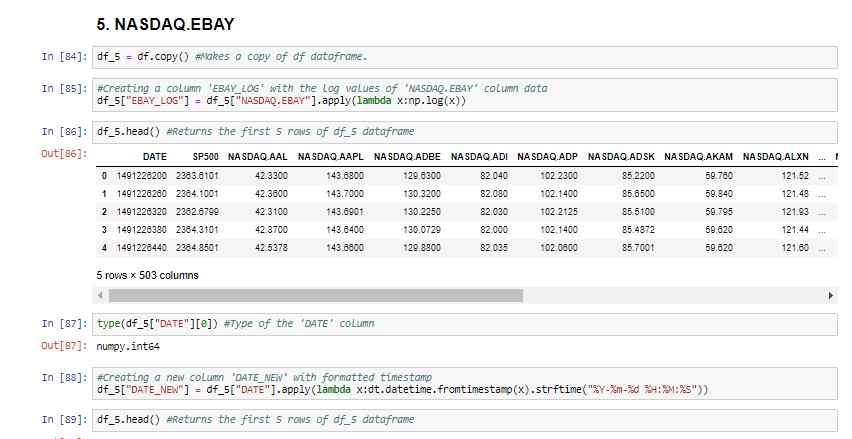 5. NASDAQ.EBAY
In [84]: df_5 = df.copy() #Makes a copy of df dataframe.
In [85]: #Creating a column 'EBAY_LOG' with the log values of 'NASDAQ.EBAY' column data
df_5["EBAY_LOG"] = df_5["NASDAQ.EBAY"].apply(lambda x:np.log(x))
In [86]: df_5.head() #Returns the first 5 rows of df_5 dataframe
Out[86]: DATE SP500 NASDAQ.AAL NASDAQ.AAPL NASDAQ.ADBE NASDAQ.ADI NASDAQ.ADP NASDAQ.ADSK NASDAQ.AKAM NASDAQ.ALXN ...
0 1491226200 2363.6101 42.3300 143.6800 129.6300 82.040 102.2300 85.2200 59.760 121.52 ...
1 1491226260 2364.1001 42.3600 143.7000 130.3200 82.080 102.1400 85.6500 59.840 121.48 ...
2 1491226320 2362.6799 42.3100 143.6901 130.2250 82.030 102.2125 85.5100 59.795 121.93 ...
3 1491226380 2364.3101 42.3700 143.6400 130.0729 82.000 102.1400 85.4872 59.620 121.44 ...
4 1491226440 2364.8501 42.5378 143.6600 129.8800 82.035 102.0600 85.7001 59.620 121.60 ...
5 rows × 503 columns
In [87]: type(df_5["DATE"][0]) #Type of the 'DATE' column
Out[87]: numpy.int64
In [88]: #Creating a new column 'DATE_NEW' with formatted timestamp
df_5["DATE_NEW"] = df_5["DATE"].apply(lambda x:dt.datetime.fromtimestamp(x).strftime("%Y-%m-%d %H:%M:%S"))
In [89]: df_5.head() #Returns the first 5 rows of df_5 dataframe